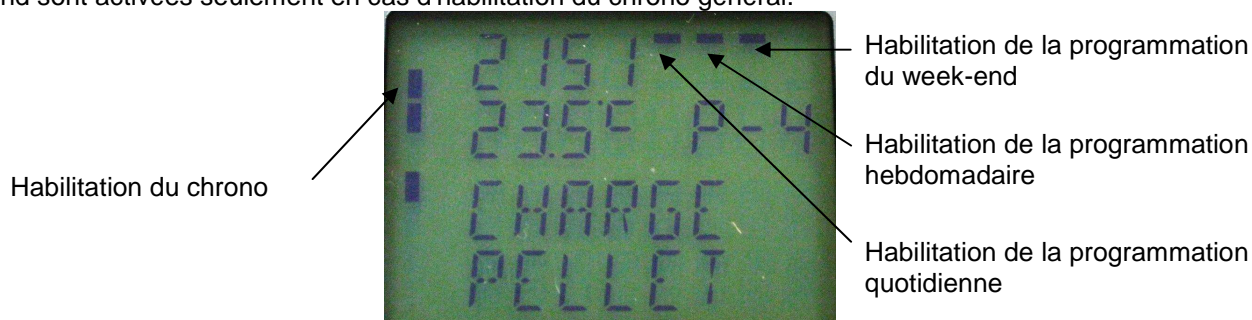 nd sont activées seulement en cas d'habilitation du chrono général.
Habilitation du chrono
2151
23.5°C P-4
CHARGE
PELLET
Habilitation de la programmation
du week-end
Habilitation de la programmation
hebdomadaire
Habilitation de la programmation
quotidienne